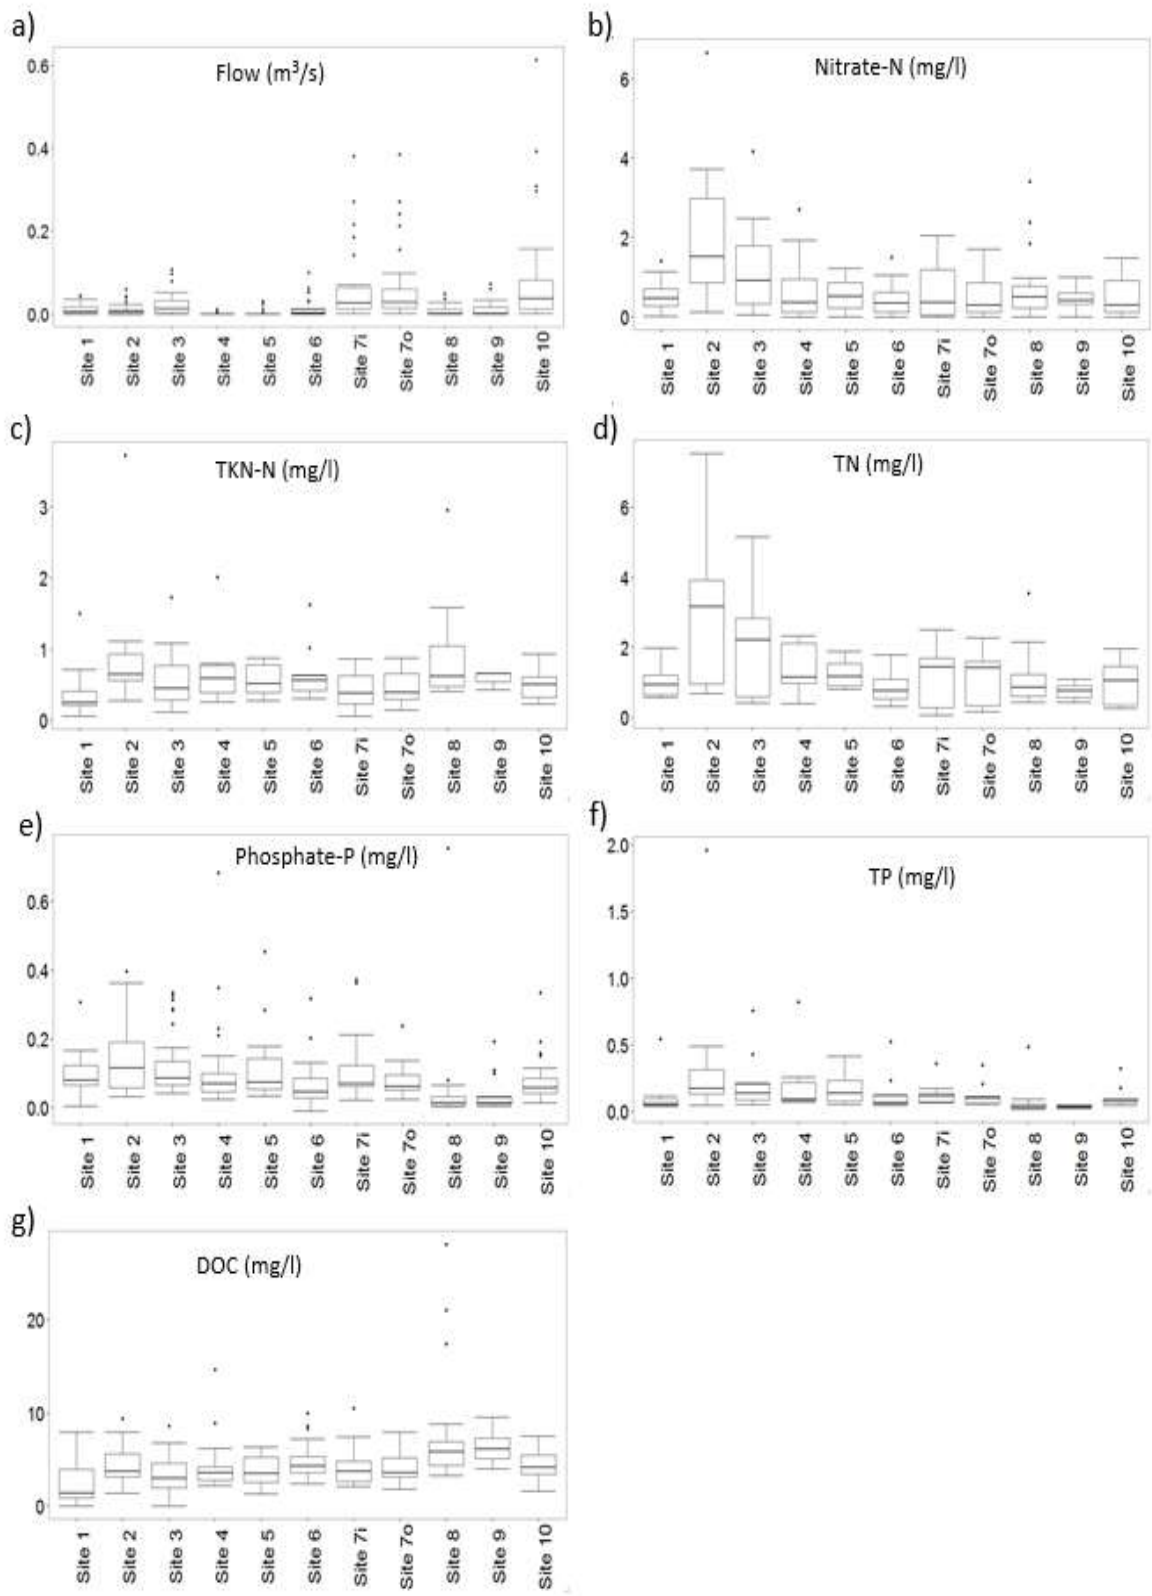 a)
Flow (m³/s)
0.6
0.4
0.2
0.0
Site 1 Site 2 Site 3 Site 4 Site 5 Site 6 Site 7i Site 7o Site 8 Site 9 Site 10
b)
Nitrate-N (mg/l)
6
4
2
0
Site 1 Site 2 Site 3 Site 4 Site 5 Site 6 Site 7i Site 7o Site 8 Site 9 Site 10
c)
TKN-N (mg/l)
3
2
1
0
Site 1 Site 2 Site 3 Site 4 Site 5 Site 6 Site 7i Site 7o Site 8 Site 9 Site 10
d)
TN (mg/l)
6
4
2
0
Site 1 Site 2 Site 3 Site 4 Site 5 Site 6 Site 7i Site 7o Site 8 Site 9 Site 10
e)
Phosphate-P (mg/l)
0.6
0.4
0.2
0.0
Site 1 Site 2 Site 3 Site 4 Site 5 Site 6 Site 7i Site 7o Site 8 Site 9 Site 10
f)
TP (mg/l)
2.0
1.5
1.0
0.5
0.0
Site 1 Site 2 Site 3 Site 4 Site 5 Site 6 Site 7i Site 7o Site 8 Site 9 Site 10
g)
DOC (mg/l)
20
10
0
Site 1 Site 2 Site 3 Site 4 Site 5 Site 6 Site 7i Site 7o Site 8 Site 9 Site 10